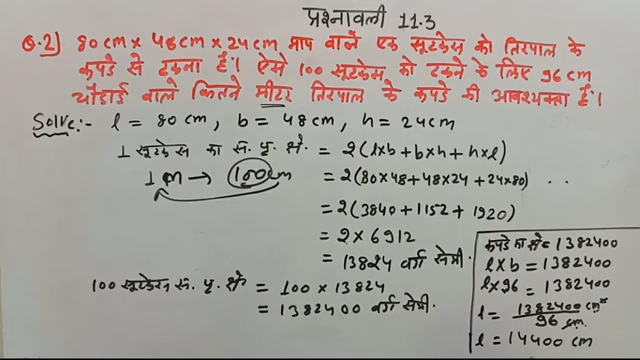 प्रश्नावली 11.3
Q.2] 80 cm × 48 cm × 24 cm माप वाले एक सूटकेस को तिरपाल के
कपडे से ढकना है। ऐसे 100 सूटकेस को ढकने के लिए 96 cm
चौडाई वाले कितने मीटर तिरपाल के कपडे की आवश्यकता है।
Solve:- l = 80 cm, b = 48 cm, h = 24 cm
1 सूटकेस का स. पृ. क्षे० = 2(l×b + b×h + h×l)
1 m → 100 cm = 2(80×48 + 48×24 + 24×80)
= 2(3840 + 1152 + 1920)
= 2 × 6912
= 13824 वर्ग सेमी.
100 सूटकेस स. पृ. क्षे० = 100 × 13824
= 1382400 वर्ग सेमी.
कपडे का क्षे० = 1382400
l × b = 1382400
l × 96 = 1382400
l = 1382400 cm²
96 cm
l = 14400 cm